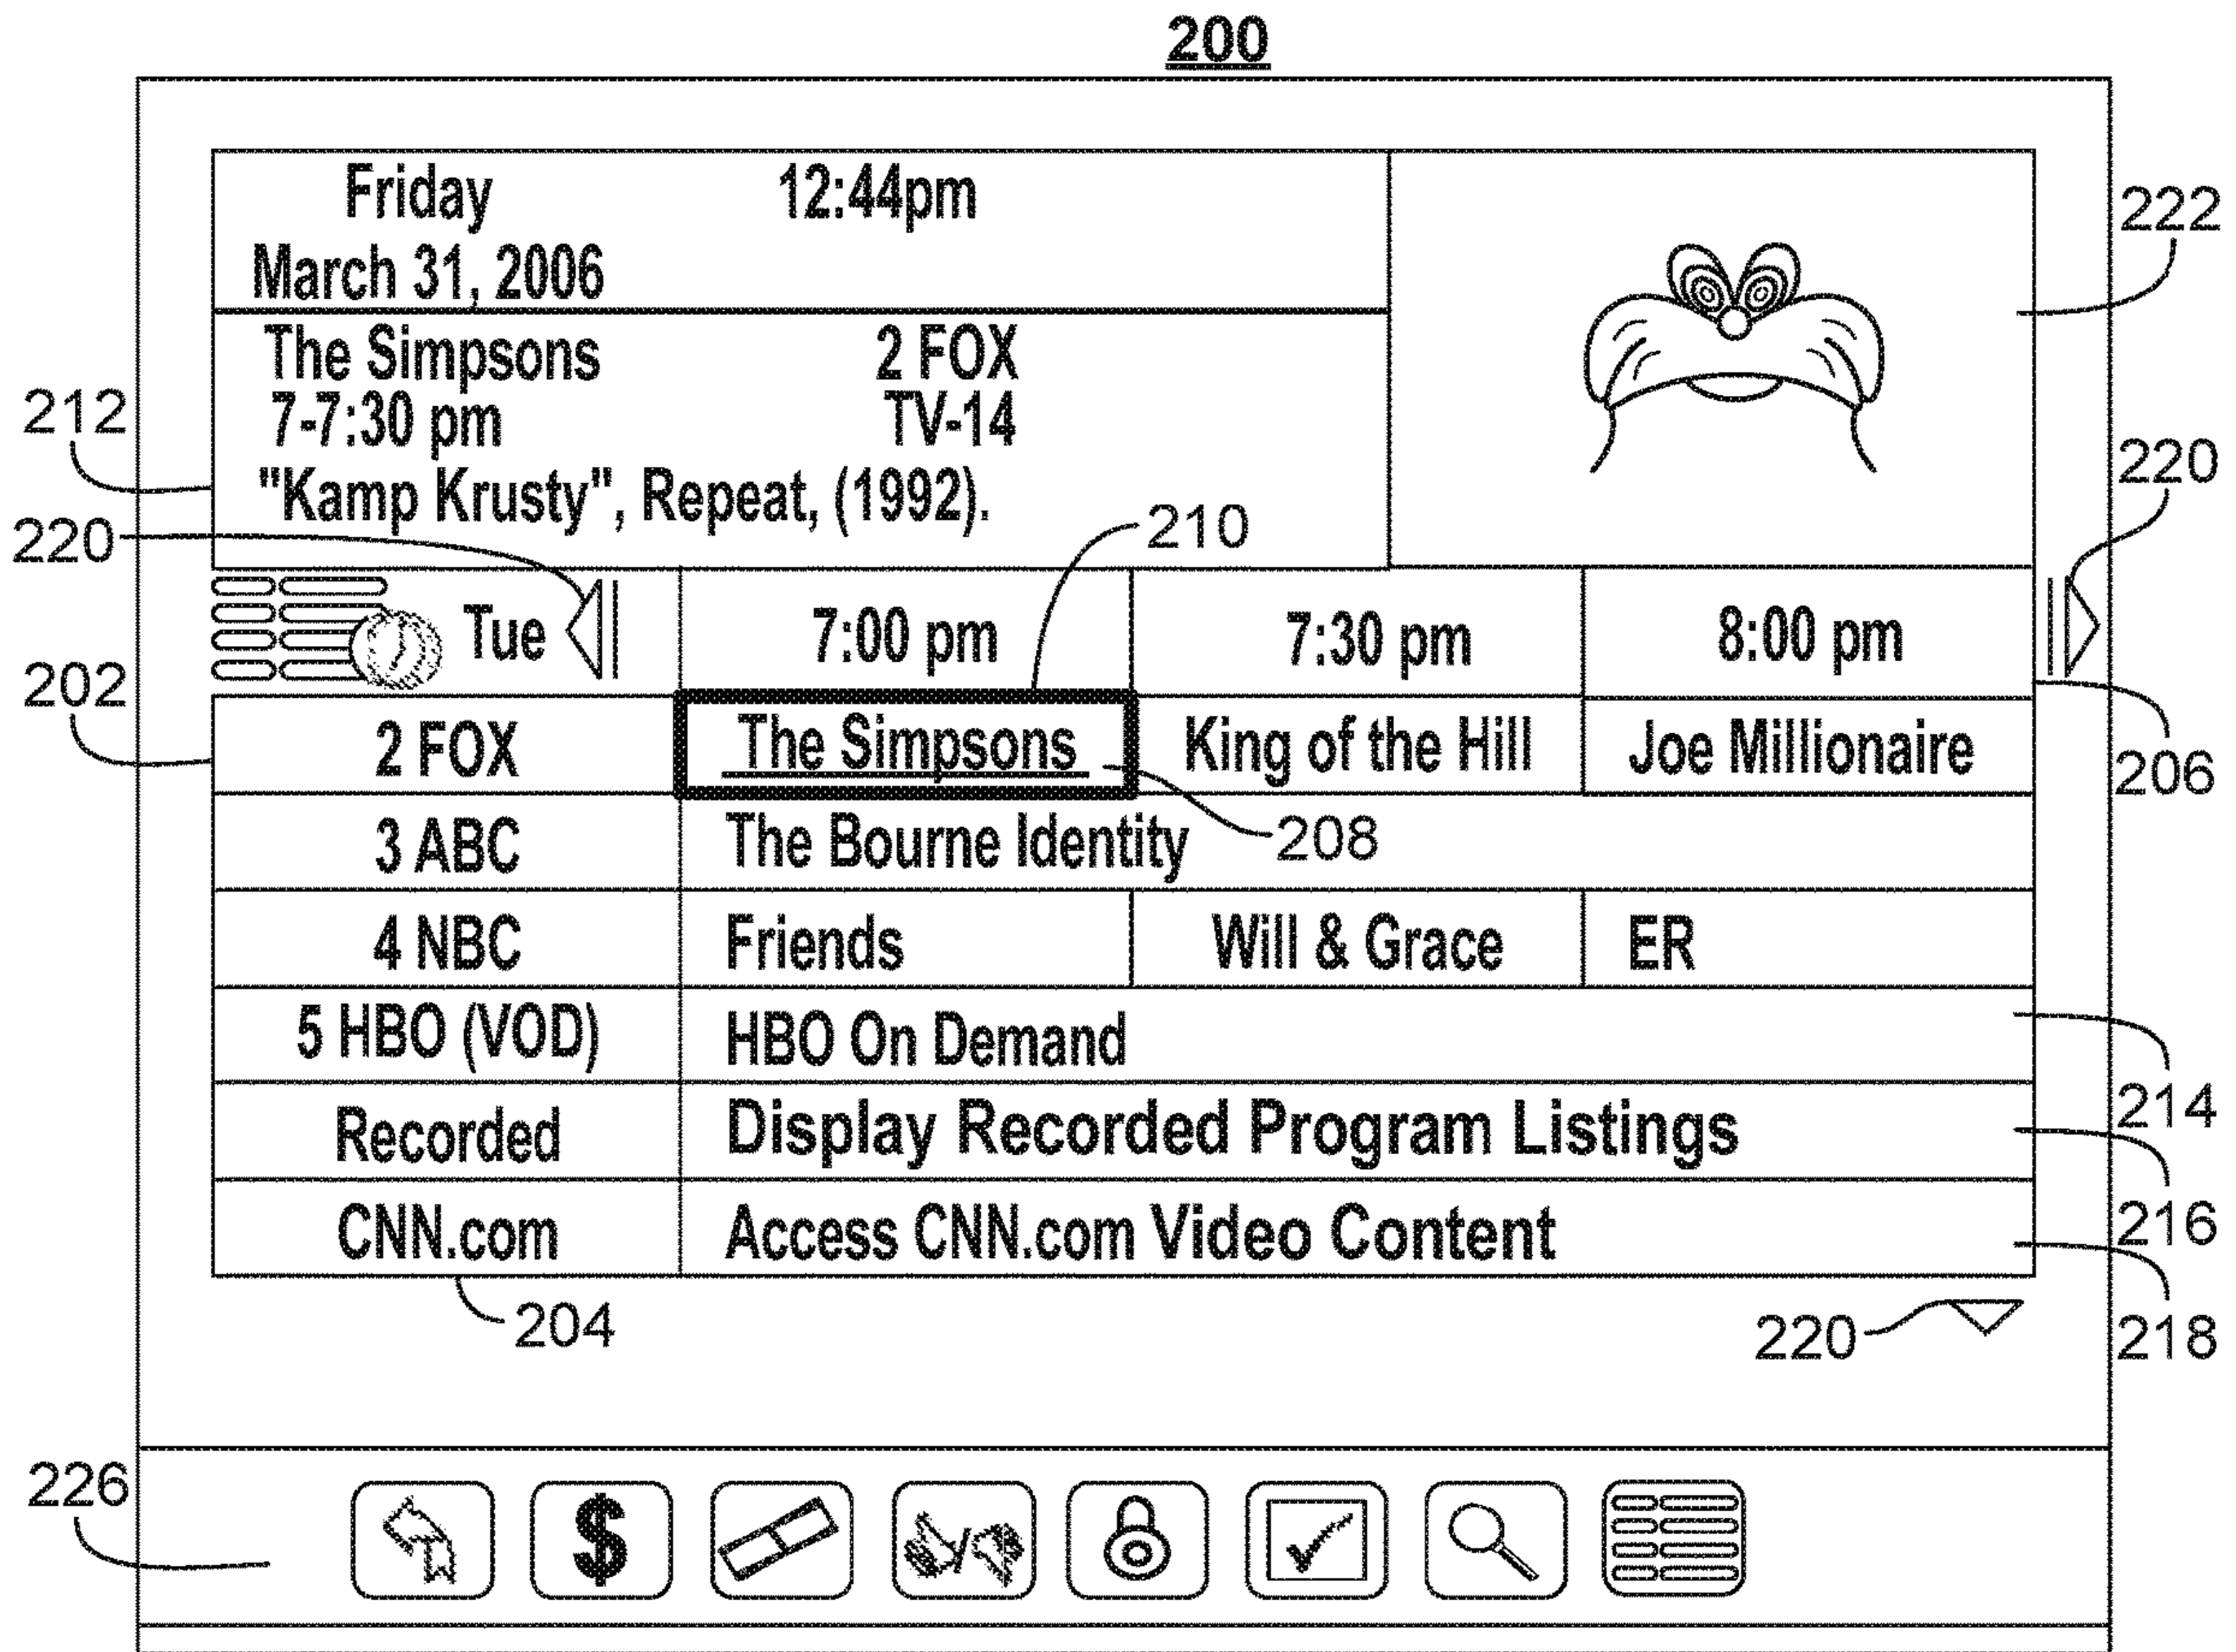 200
Friday 12:44pm
March 31, 2006
222
The Simpsons 2 FOX
212 7-7:30 pm TV-14
220
"Kamp Krusty", Repeat, (1992).
220 210
Tue 7:00 pm 7:30 pm 8:00 pm
202
2 FOX The Simpsons King of the Hill Joe Millionaire
206
3 ABC The Bourne Identity 208
4 NBC Friends Will & Grace ER
5 HBO (VOD) HBO On Demand
214
Recorded Display Recorded Program Listings
216
CNN.com Access CNN.com Video Content
204 220 218
226
$